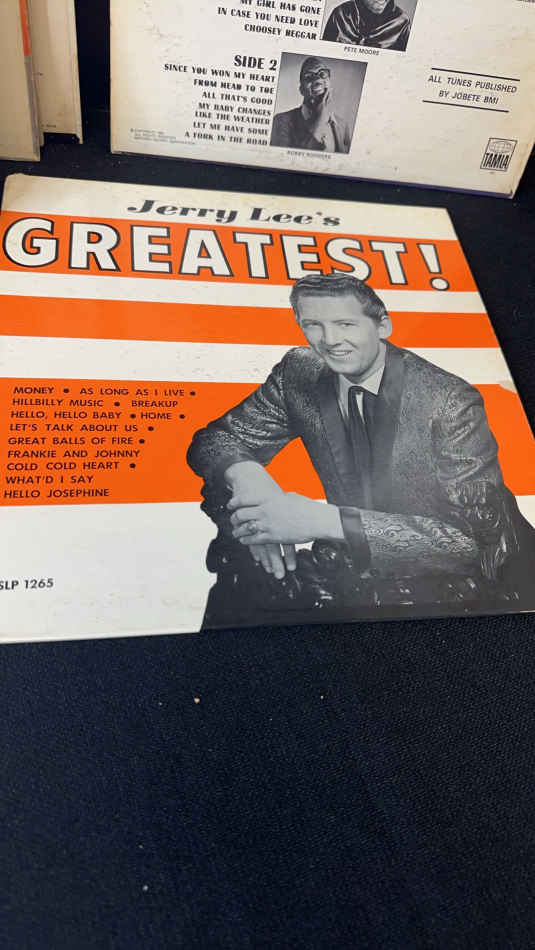 MY GIRL HAS GONE
IN CASE YOU NEED LOVE
CHOOSEY BEGGAR
PETE MOORE
SIDE 2
SINCE YOU WON MY HEART
FROM HEAD TO TOE
ALL THAT'S GOOD
MY BABY CHANGES
LIKE THE WEATHER
LET ME HAVE SOME
A FORK IN THE ROAD
BOBBY ROGERS
ALL TUNES PUBLISHED
BY JOBETE BMI
TAMLA
Jerry Lee's
GREATEST!
MONEY • AS LONG AS I LIVE •
HILLBILLY MUSIC • BREAKUP
HELLO, HELLO BABY • HOME •
LET'S TALK ABOUT US •
GREAT BALLS OF FIRE •
FRANKIE AND JOHNNY
COLD COLD HEART •
WHAT'D I SAY
HELLO JOSEPHINE
SLP 1265